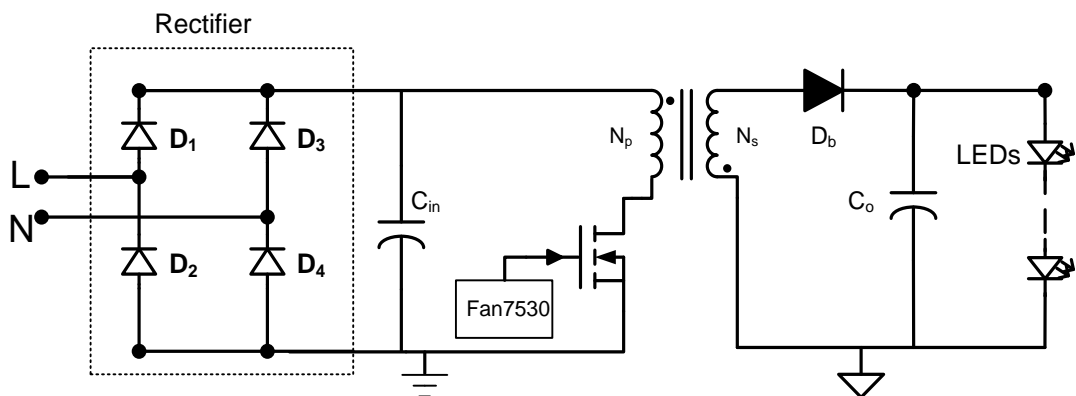 Rectifier
D1
D3
L
N
D2
D4
Cin
Fan7530
Np
Ns
Db
Co
LEDs